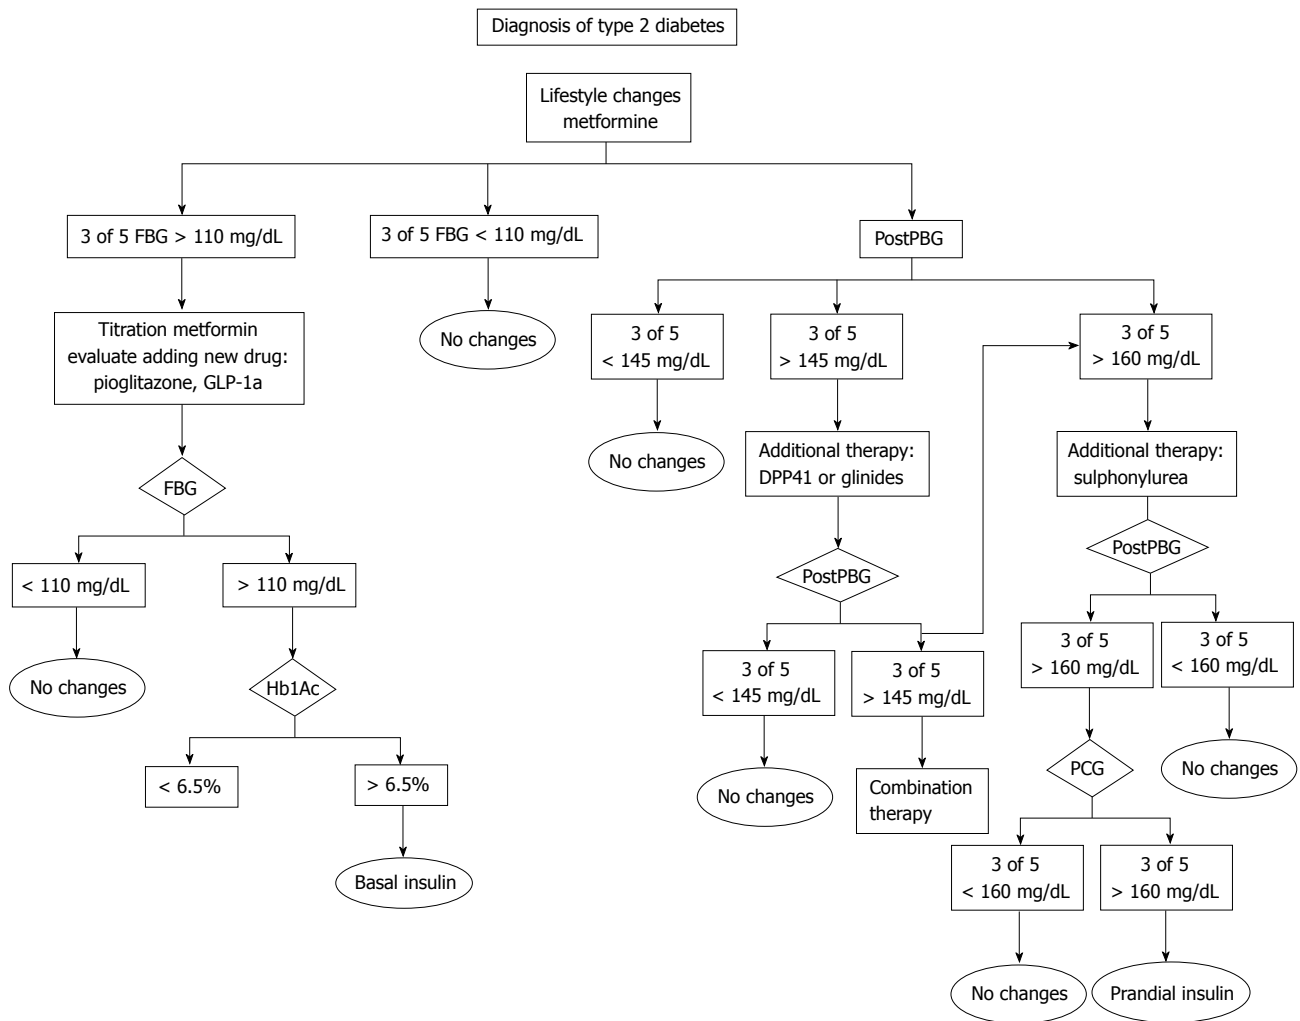 Diagnosis of type 2 diabetes
Lifestyle changes
metformine
3 of 5 FBG > 110 mg/dL
3 of 5 FBG < 110 mg/dL
PostPBG
Titration metformin
evaluate adding new drug:
pioglitazone, GLP-1a
No changes
3 of 5
< 145 mg/dL
3 of 5
> 145 mg/dL
3 of 5
> 160 mg/dL
No changes
Additional therapy:
DPP41 or glinides
Additional therapy:
sulphonylurea
FBG
PostPBG
PostPBG
< 110 mg/dL
> 110 mg/dL
No changes
Hb1Ac
3 of 5
< 145 mg/dL
3 of 5
> 145 mg/dL
3 of 5
> 160 mg/dL
3 of 5
< 160 mg/dL
< 6.5%
> 6.5%
No changes
Combination
therapy
PCG
No changes
Basal insulin
3 of 5
< 160 mg/dL
3 of 5
> 160 mg/dL
No changes
Prandial insulin